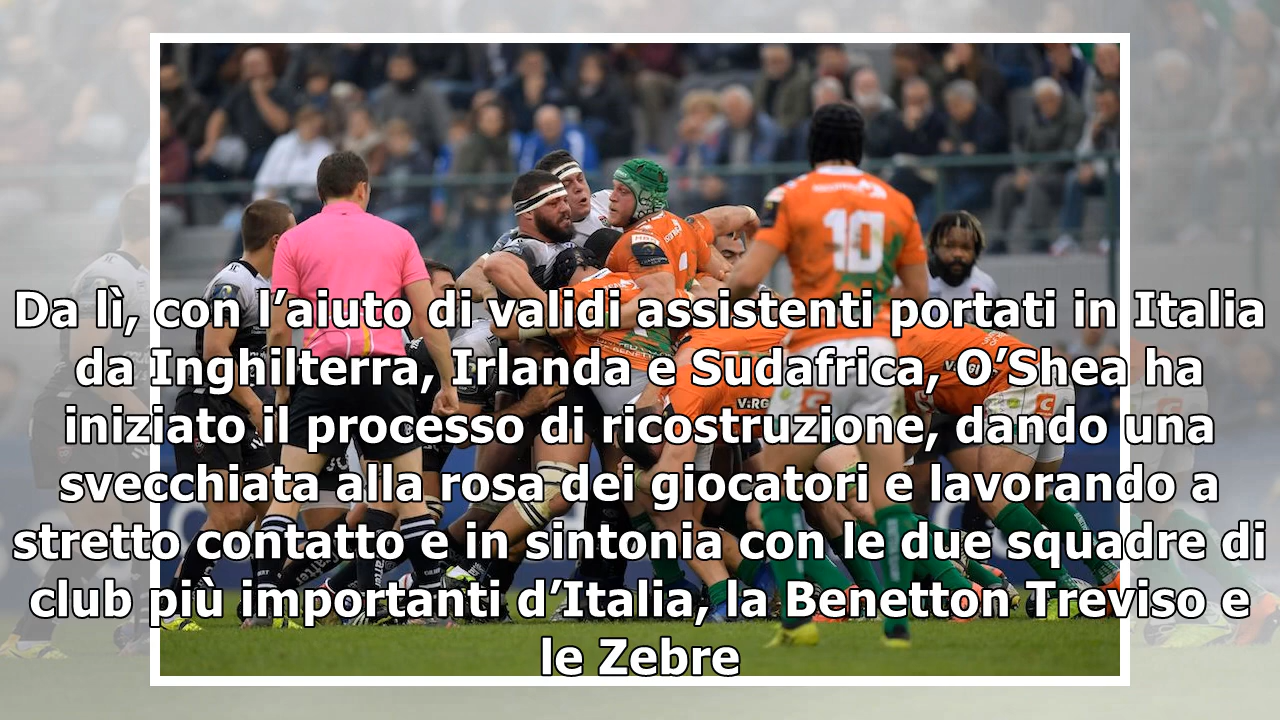 Da lì, con l’aiuto di validi assistenti portati in Italia
da Inghilterra, Irlanda e Sudafrica, O’Shea ha
iniziato il processo di ricostruzione, dando una
svecchiata alla rosa dei giocatori e lavorando a
stretto contatto e in sintonia con le due squadre di
club più importanti d’Italia, la Benetton Treviso e
le Zebre
10